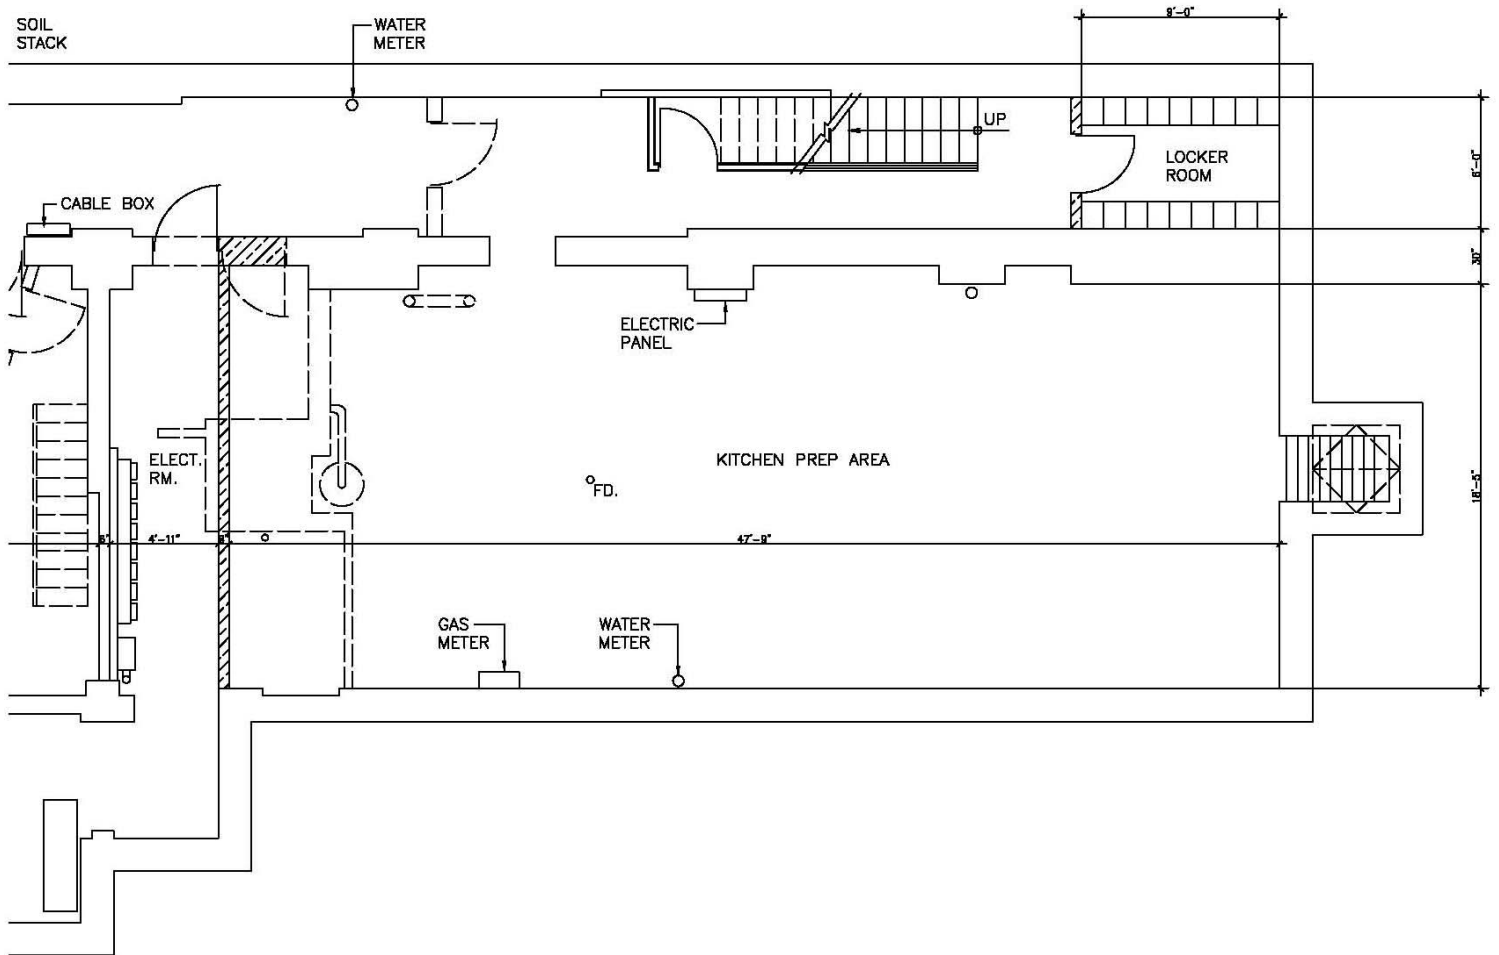 SOIL
STACK
WATER
METER
9'-0"
UP
LOCKER
ROOM
6'-0"
CABLE BOX
30"
ELECTRIC
PANEL
ELECT.
RM.
KITCHEN PREP AREA
FD.
18'-5"
6"
4'-11"
8"
47'-9"
GAS
METER
WATER
METER